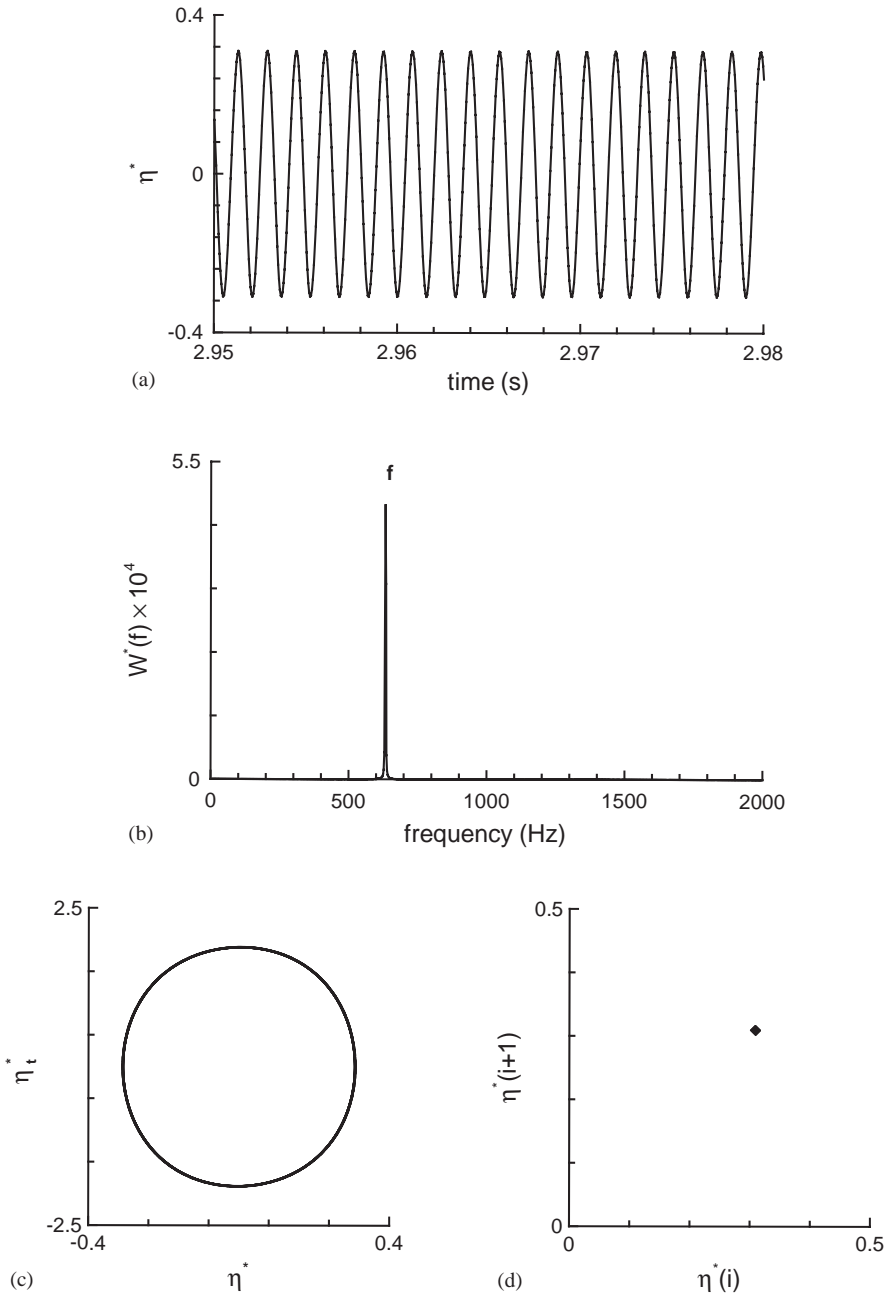 0.4
0
-0.4
η*
2.95
2.96
2.97
2.98
time (s)
(a)
5.5
f
W*(f) × 10⁴
0
0
500
1000
1500
2000
frequency (Hz)
(b)
2.5
ηt*
-2.5
-0.4
0.4
η*
(c)
0.5
η*(i+1)
0
0
0.5
η*(i)
(d)